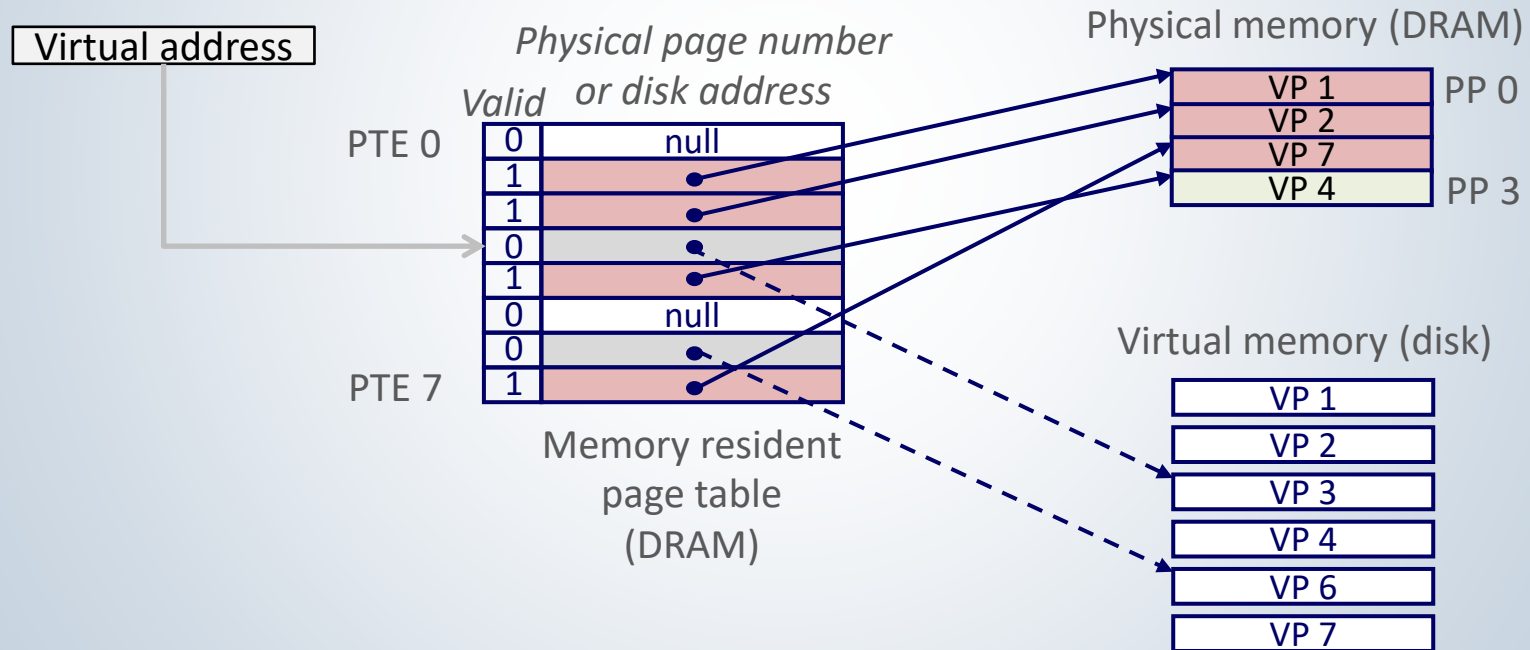 Virtual address
Physical page number
or disk address
Valid
PTE 0
0 null
1
1
0
1
0 null
0
PTE 7
1
Memory resident
page table
(DRAM)
Physical memory (DRAM)
VP 1
PP 0
VP 2
VP 7
VP 4
PP 3
Virtual memory (disk)
VP 1
VP 2
VP 3
VP 4
VP 6
VP 7